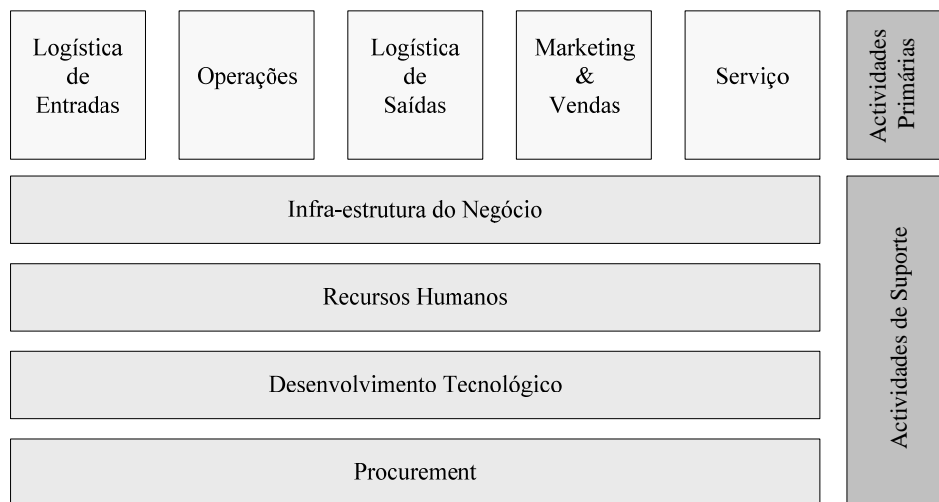 Logística
de
Entradas
Operações
Logística
de
Saídas
Marketing
&
Vendas
Serviço
Actividades
Primárias
Infra-estrutura do Negócio
Recursos Humanos
Desenvolvimento Tecnológico
Procurement
Actividades de Suporte